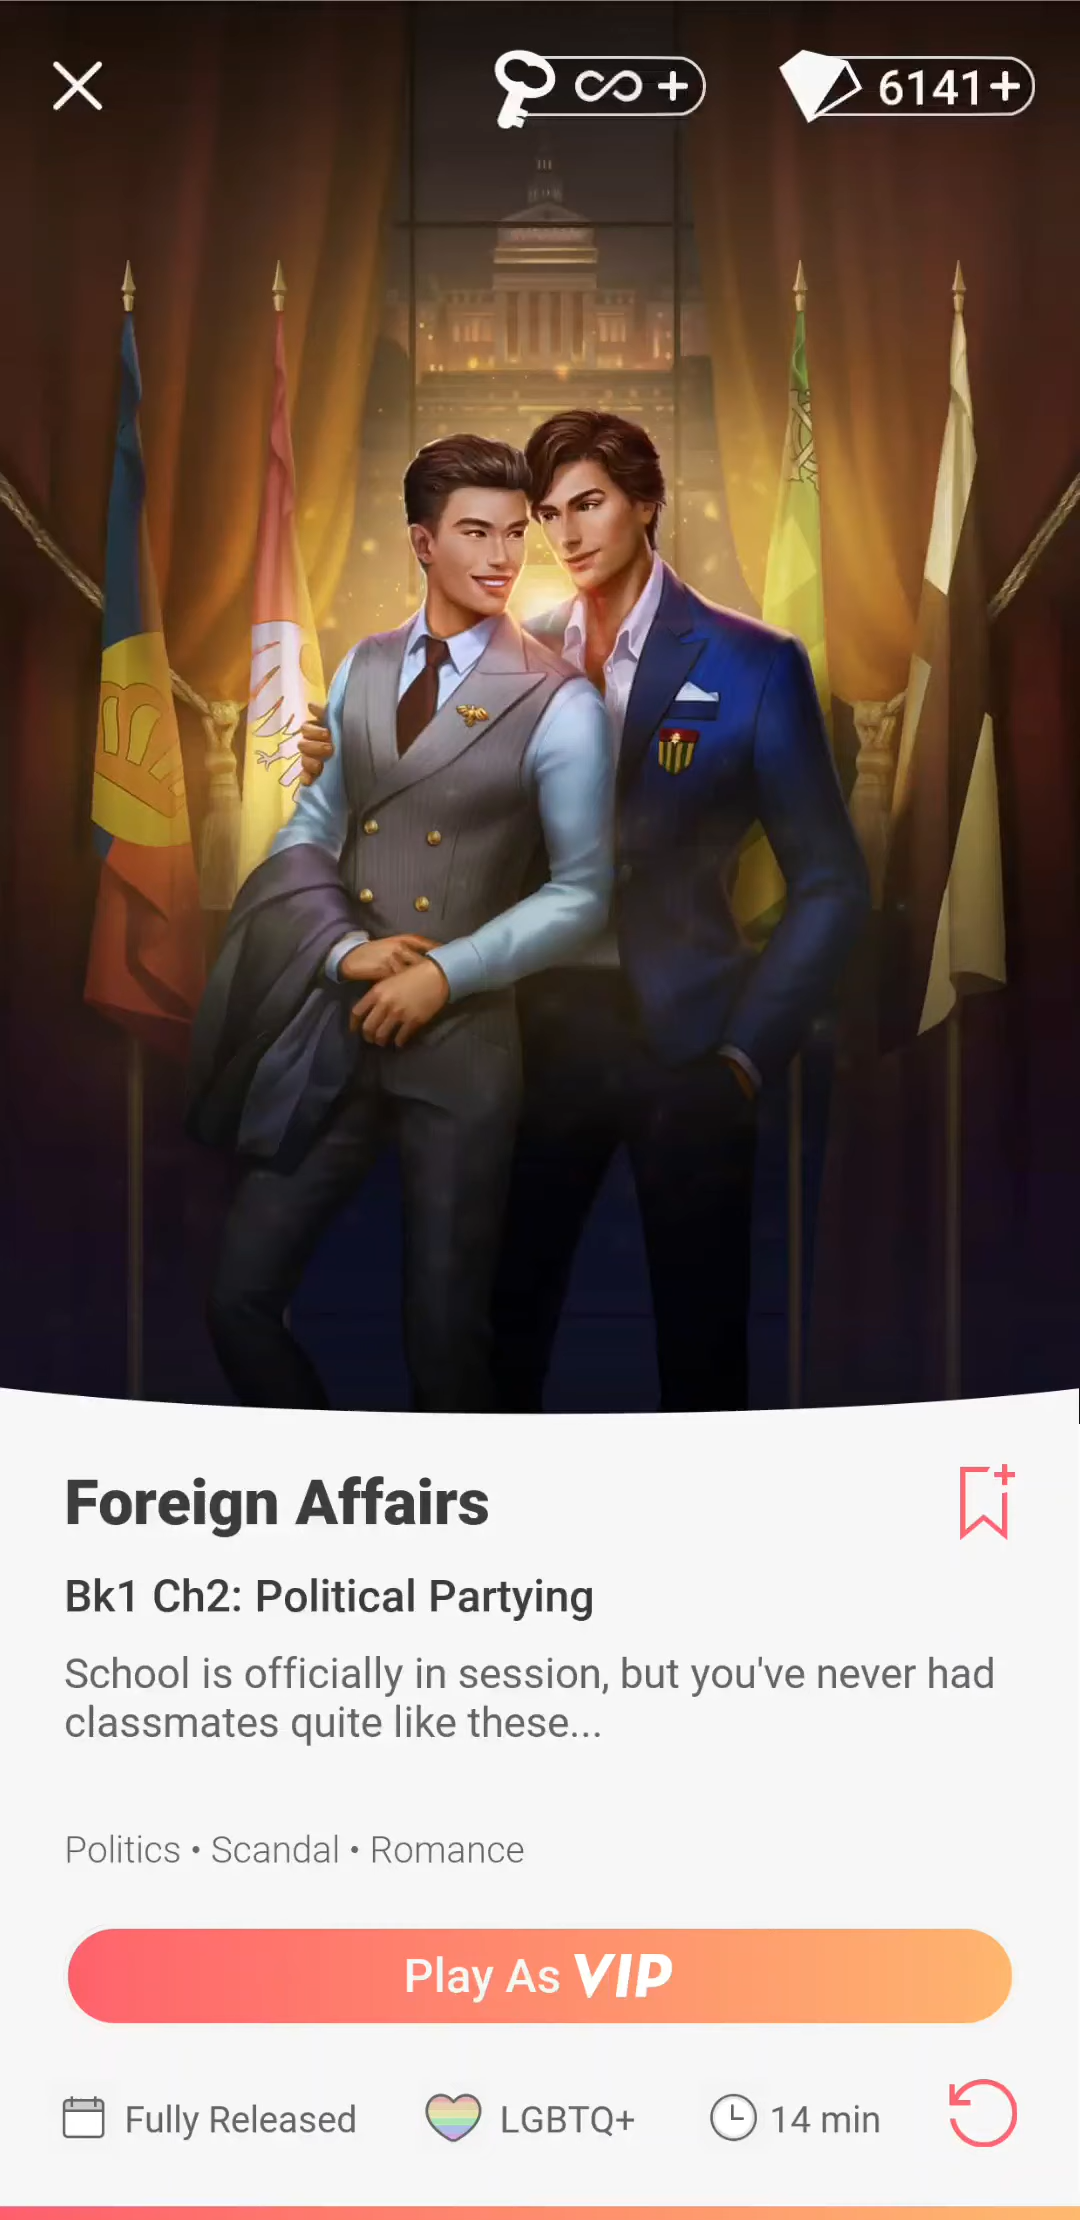 ∞ +
6141+
Foreign Affairs
Bk1 Ch2: Political Partying
School is officially in session, but you've never had
classmates quite like these...
Politics • Scandal • Romance
Play As VIP
Fully Released
LGBTQ+
14 min